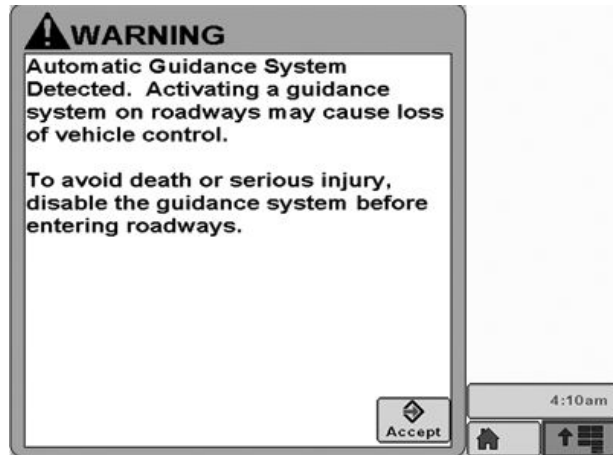 WARNING
Automatic Guidance System
Detected.  Activating a guidance
system on roadways may cause loss
of vehicle control.
To avoid death or serious injury,
disable the guidance system before
entering roadways.
Accept
4:10am